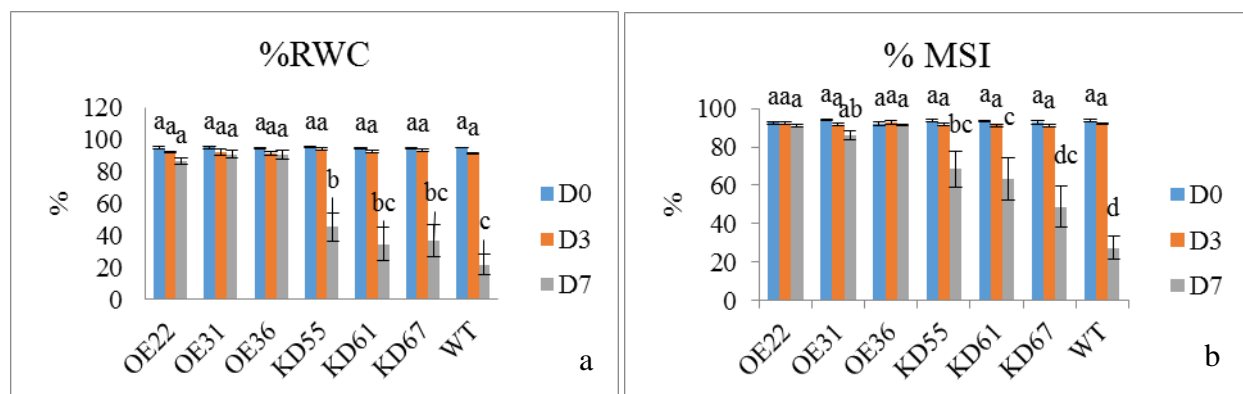 %RWC
120
100
80
60
40
20
0
%
a a a a a a a a a a a a a a a a a
b bc bc c
OE22 OE31 OE36 KD55 KD61 KD67 WT
D0
D3
D7
a
% MSI
100
80
60
40
20
0
%
a a a a a ab a a a a a a a a a a a
bc c dc d
OE22 OE31 OE36 KD55 KD61 KD67 WT
D0
D3
D7
b